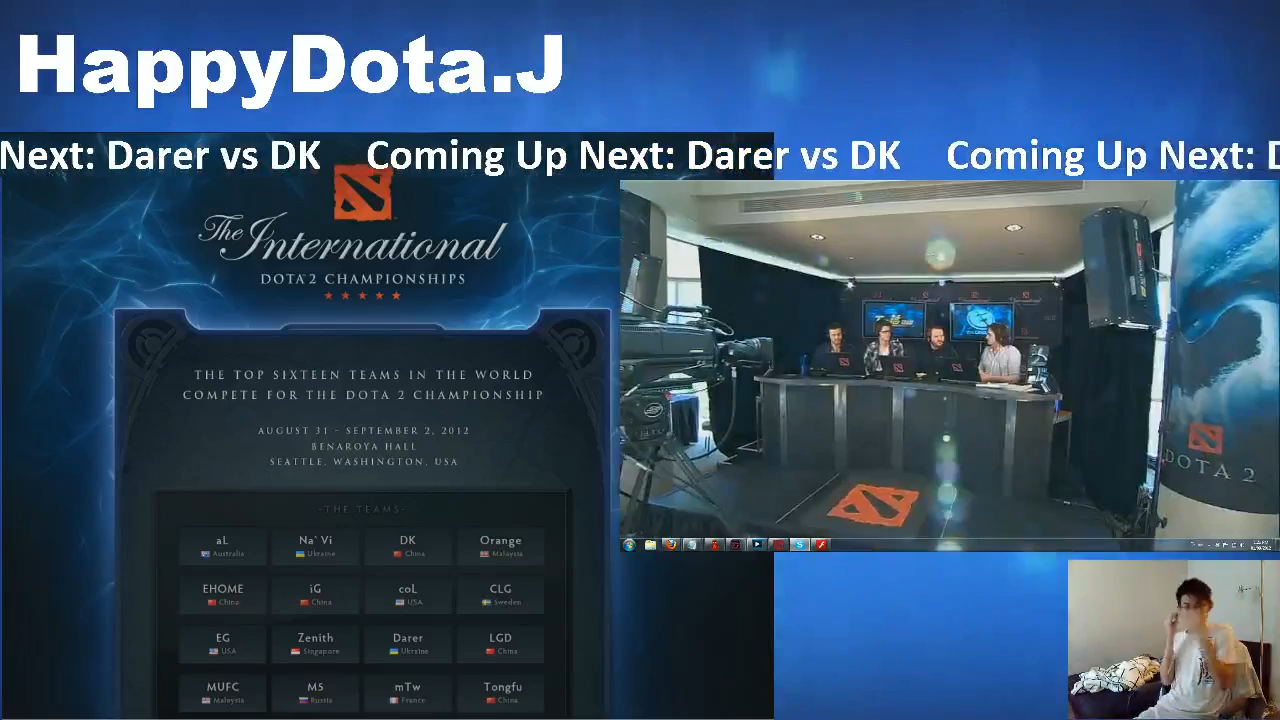 HappyDota.J
Next: Darer vs DK Coming Up Next: Darer vs DK Coming Up Next: D
The International
DOTA 2 CHAMPIONSHIPS
THE TOP SIXTEEN TEAMS IN THE WORLD
COMPETE FOR THE DOTA 2 CHAMPIONSHIP
AUGUST 31 - SEPTEMBER 2, 2012
BENAROYA HALL
SEATTLE, WASHINGTON, USA
-THE TEAMS-
aL Na`Vi DK Orange
Australia Ukraine China Malaysia
EHOME iG coL CLG
China China USA Sweden
EG Zenith Darer LGD
USA Singapore Ukraine China
MUFC M5 mTw Tongfu
Malaysia Russia France China
DOTA 2